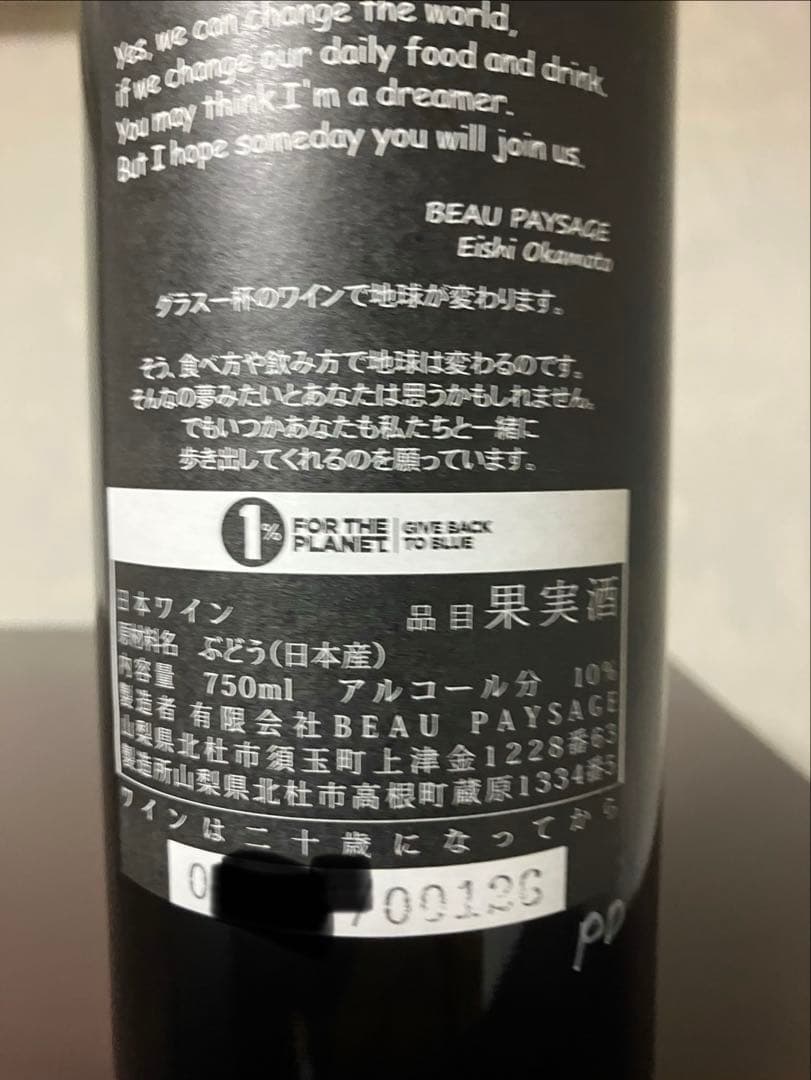 Yes, we can change the world,
if we change our daily food and drink.
You may think I'm a dreamer.
But I hope someday you will join us.
BEAU PAYSAGE
Eishi Okamoto
グラス一杯のワインで地球が変わります。
そう、食べ方や飲み方で地球は変わるのです。
そんなの夢みたいとあなたは思うかもしれません。
でもいつかあなたも私たちと一緒に
歩き出してくれるのを願っています。
1% FOR THE PLANET. GIVE BACK TO BLUE
日本ワイン 品目 果実酒
原材料名 ぶどう(日本産)
内容量 750ml アルコール分 10%
製造者 有限会社BEAU PAYSAGE
山梨県北杜市須玉町上津金1228番63
製造所山梨県北杜市高根町蔵原1334番5
ワインは二十歳になってから
0 700126